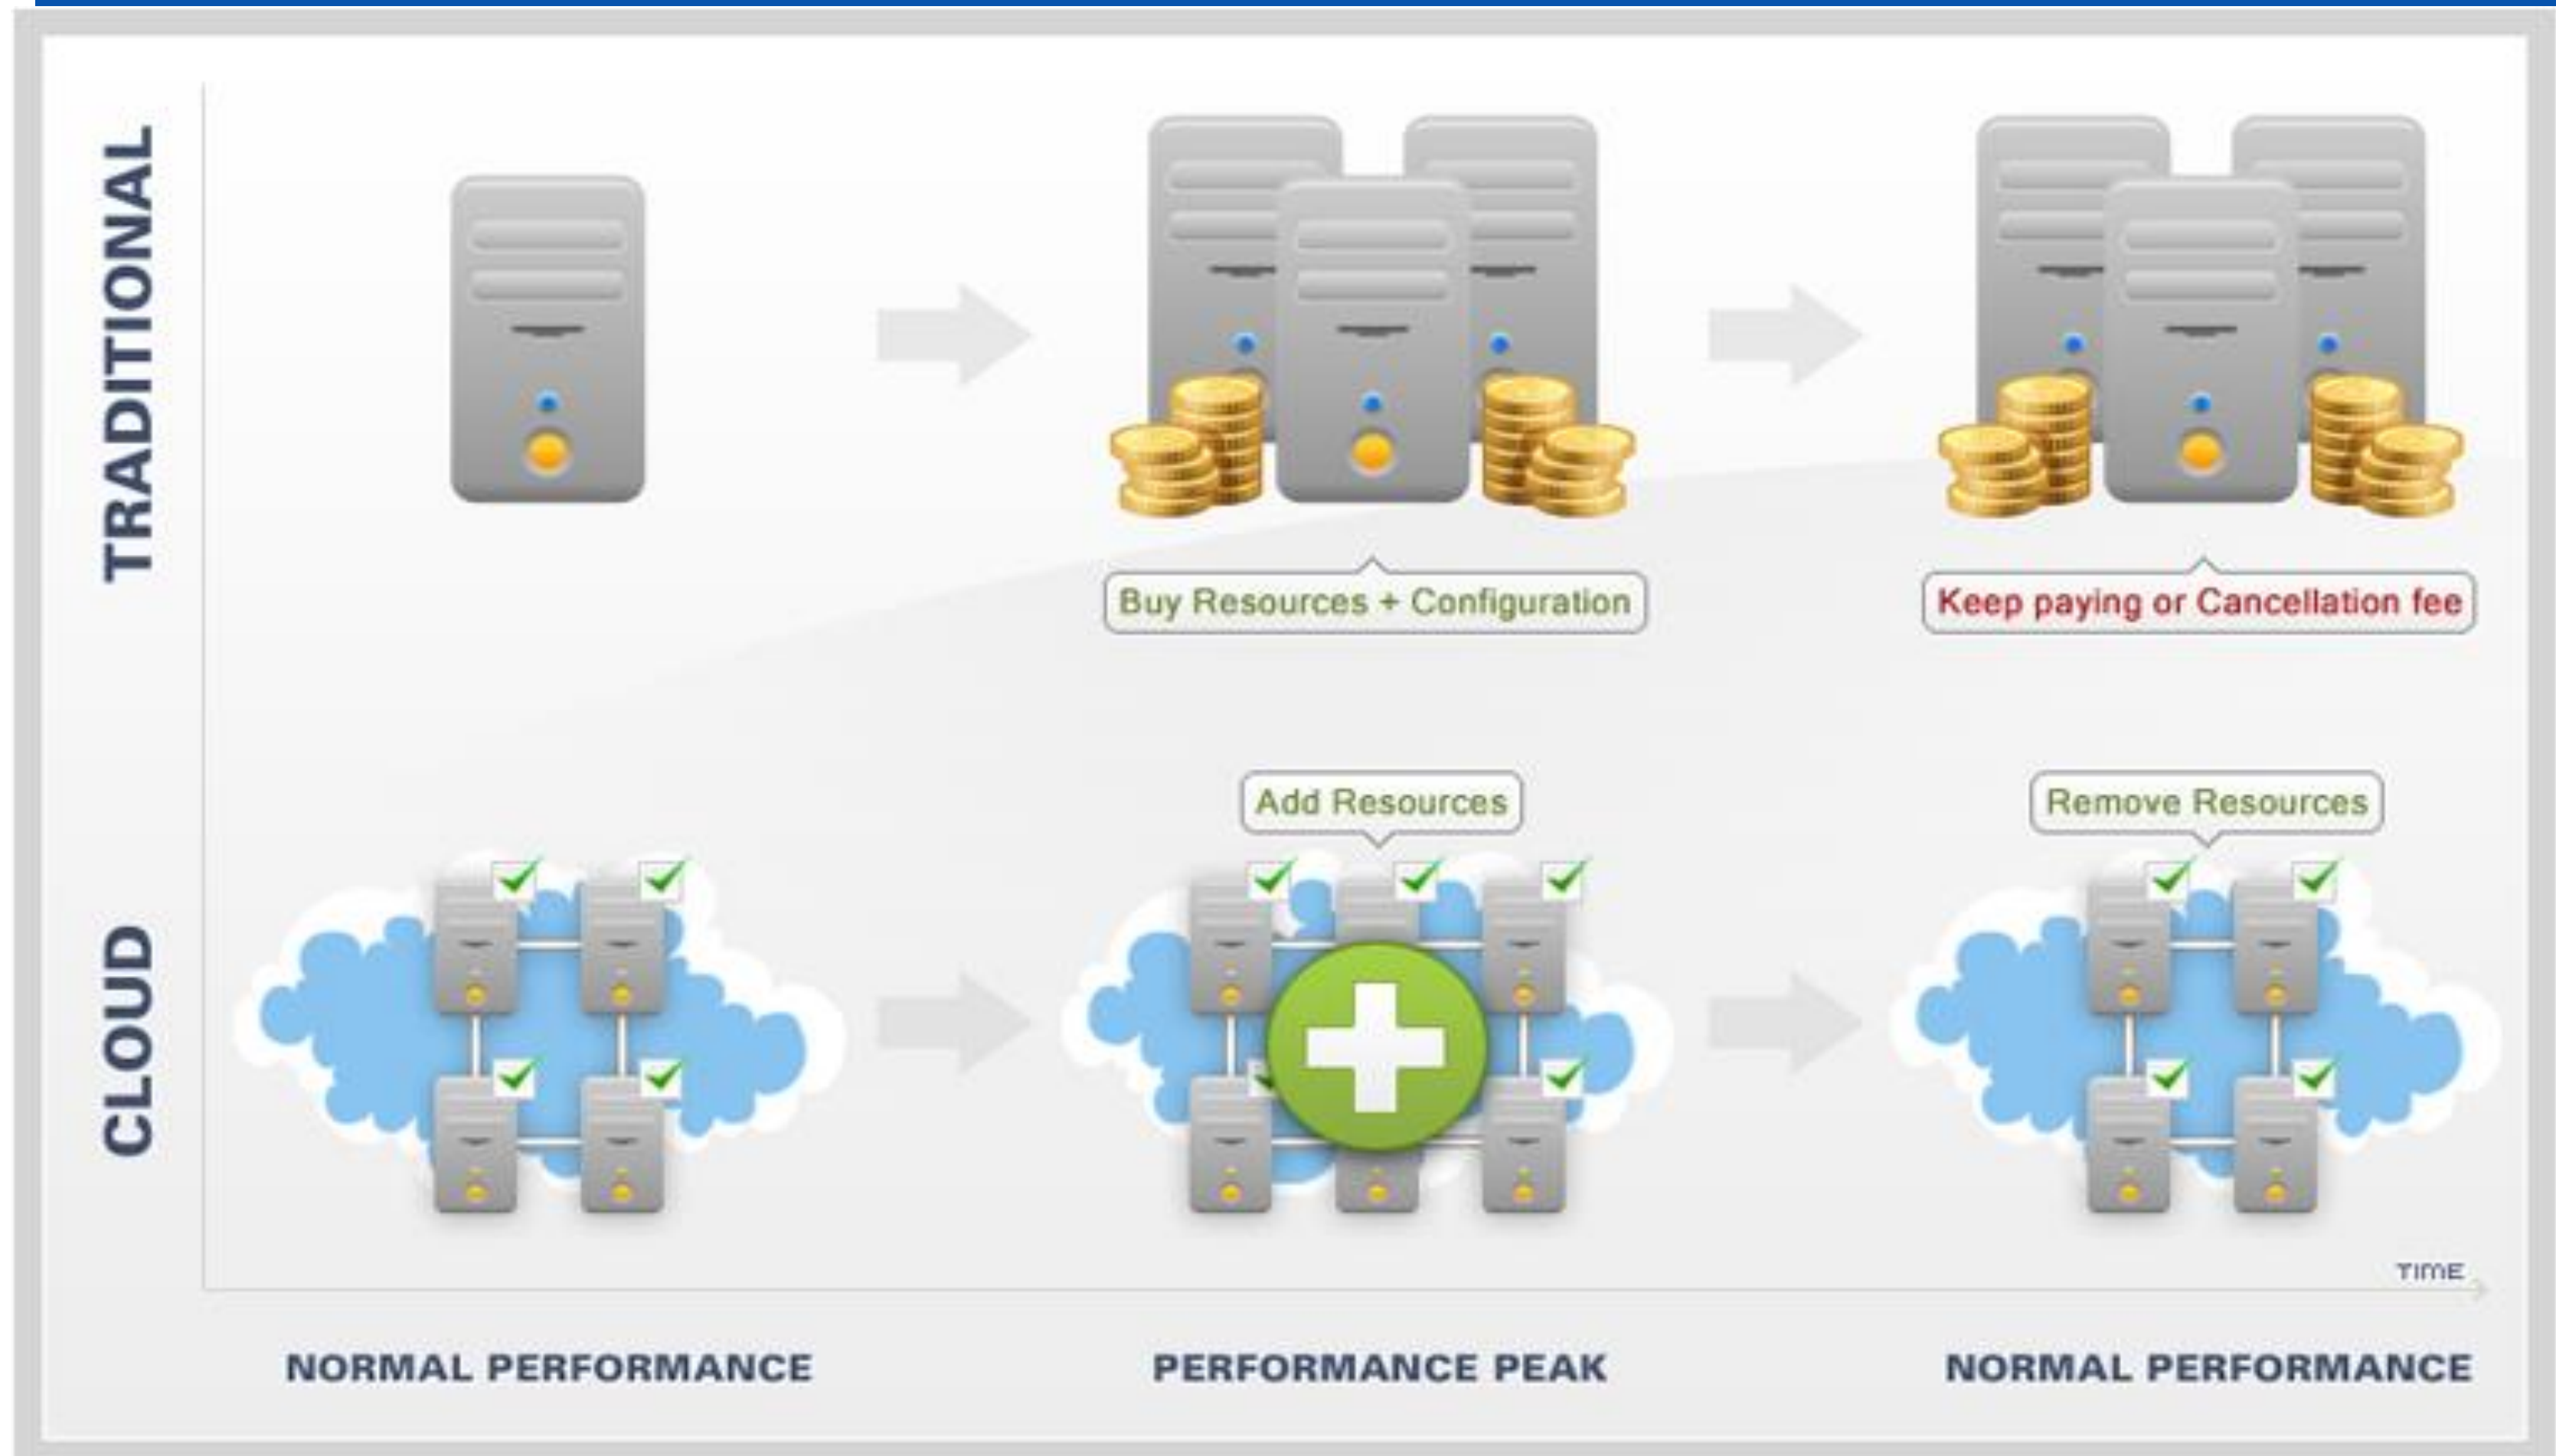 TRADITIONAL
Buy Resources + Configuration
Keep paying or Cancellation fee
CLOUD
Add Resources
Remove Resources
TIME
NORMAL PERFORMANCE
PERFORMANCE PEAK
NORMAL PERFORMANCE